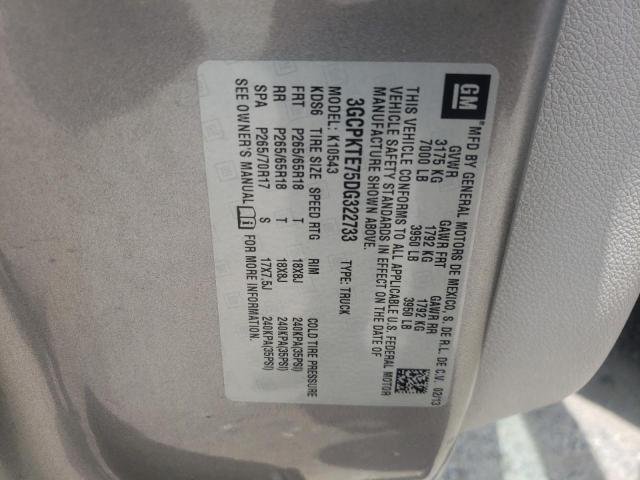 GM
MFD BY GENERAL MOTORS DE MEXICO, S. DE R.L. DE C.V. 02/13
GVWR GAWR FRT GAWR RR
3175 KG 1792 KG 1792 KG
7000 LB 3950 LB 3950 LB
THIS VEHICLE CONFORMS TO ALL APPLICABLE U.S. FEDERAL MOTOR
VEHICLE SAFETY STANDARDS IN EFFECT ON THE DATE OF
MANUFACTURE SHOWN ABOVE.
3GCPKTE75DG322733 TYPE: TRUCK
MODEL: K10543
KDS6 TIRE SIZE SPEED RTG RIM COLD TIRE PRESSURE
FRT P265/65R18 T 18X8J 240KPA(35PSI)
RR P265/65R18 T 18X8J 240KPA(35PSI)
SPA P265/70R17 S 17X7.5J 240KPA(35PSI)
SEE OWNER'S MANUAL FOR MORE INFORMATION.